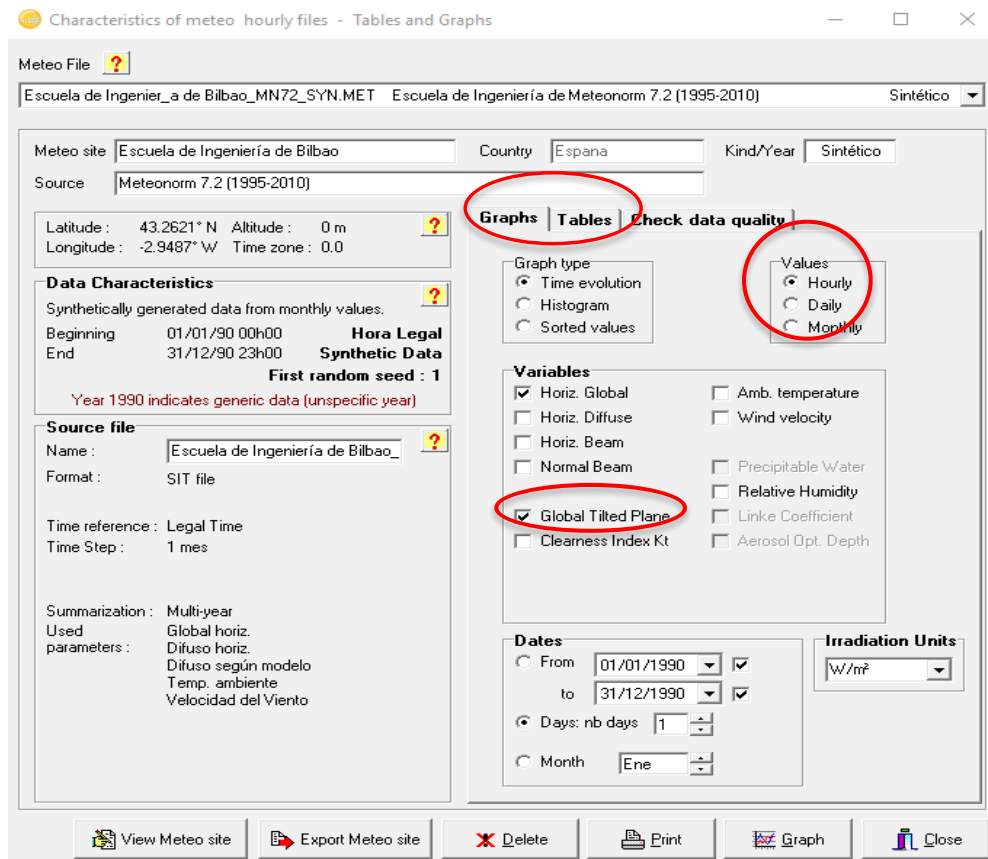 Characteristics of meteo hourly files - Tables and Graphs
Meteo File ?
Escuela de Ingenier_a de Bilbao_MN72_SYN.MET Escuela de Ingeniería de Meteonorm 7.2 (1995-2010) Sintético
Meteo site Escuela de Ingeniería de Bilbao Country Espana Kind/Year Sintético
Source Meteonorm 7.2 (1995-2010)
Latitude : 43.2621° N Altitude : 0 m ?
Longitude : -2.9487° W Time zone : 0.0
Data Characteristics
Synthetically generated data from monthly values. ?
Beginning 01/01/90 00h00 Hora Legal
End 31/12/90 23h00 Synthetic Data
First random seed : 1
Year 1990 indicates generic data (unspecific year)
Source file
Name : Escuela de Ingeniería de Bilbao_ ?
Format : SIT file
Time reference : Legal Time
Time Step : 1 mes
Summarization : Multi-year
Used Global horiz.
parameters : Difuso horiz.
Difuso según modelo
Temp. ambiente
Velocidad del Viento
Graphs Tables Check data quality
Graph type
Time evolution
Histogram
Sorted values
Values
Hourly
Daily
Monthly
Variables
Horiz. Global Amb. temperature
Horiz. Diffuse Wind velocity
Horiz. Beam
Normal Beam Precipitable Water
Relative Humidity
Global Tilted Plane Linke Coefficient
Clearness Index Kt Aerosol Opt. Depth
Dates
From 01/01/1990
to 31/12/1990
Days: nb days 1
Month Ene
Irradiation Units
W/m²
View Meteo site Export Meteo site Delete Print Graph Close